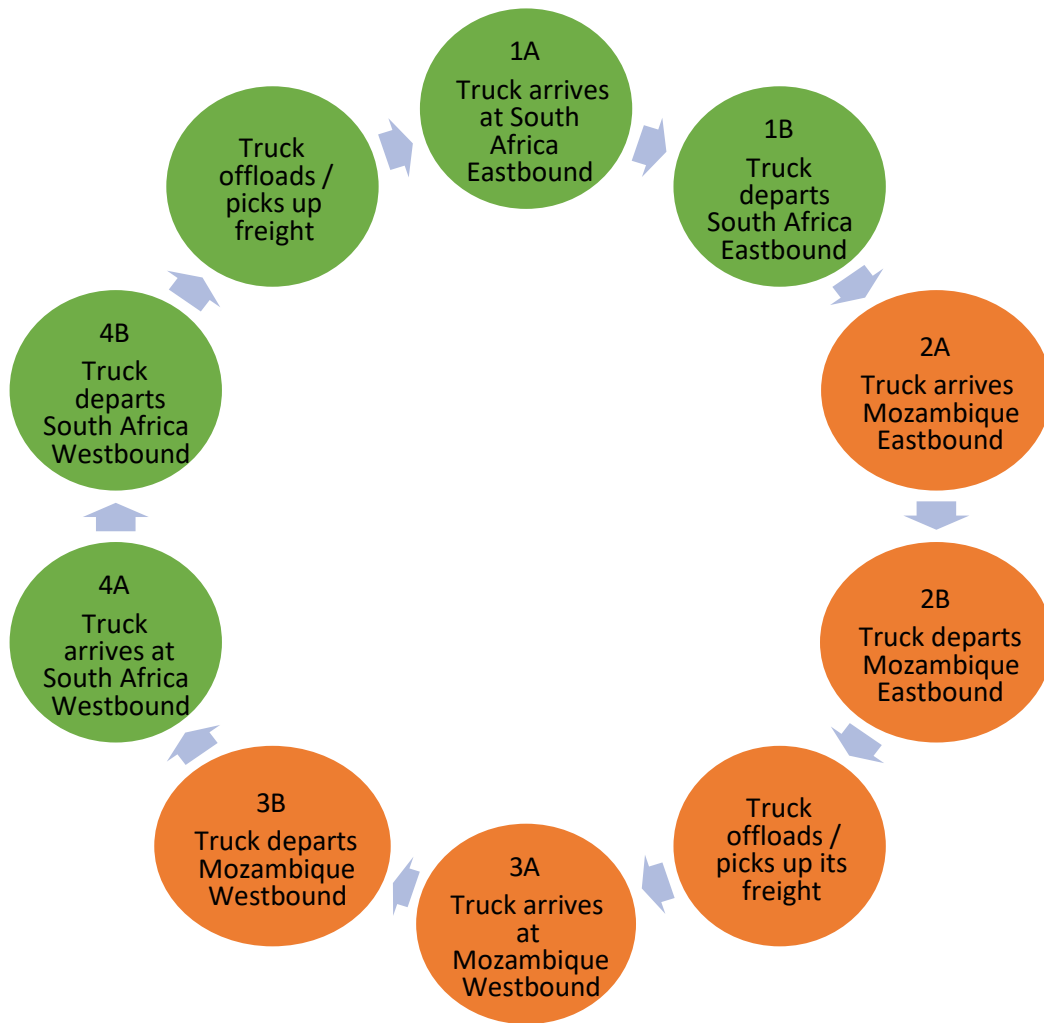 1A
Truck arrives
at South
Africa
Eastbound
1B
Truck
departs
South Africa
Eastbound
2A
Truck arrives
Mozambique
Eastbound
2B
Truck departs
Mozambique
Eastbound
Truck
offloads /
picks up its
freight
3A
Truck arrives
at
Mozambique
Westbound
3B
Truck departs
Mozambique
Westbound
4A
Truck
arrives at
South Africa
Westbound
4B
Truck
departs
South Africa
Westbound
Truck
offloads /
picks up
freight